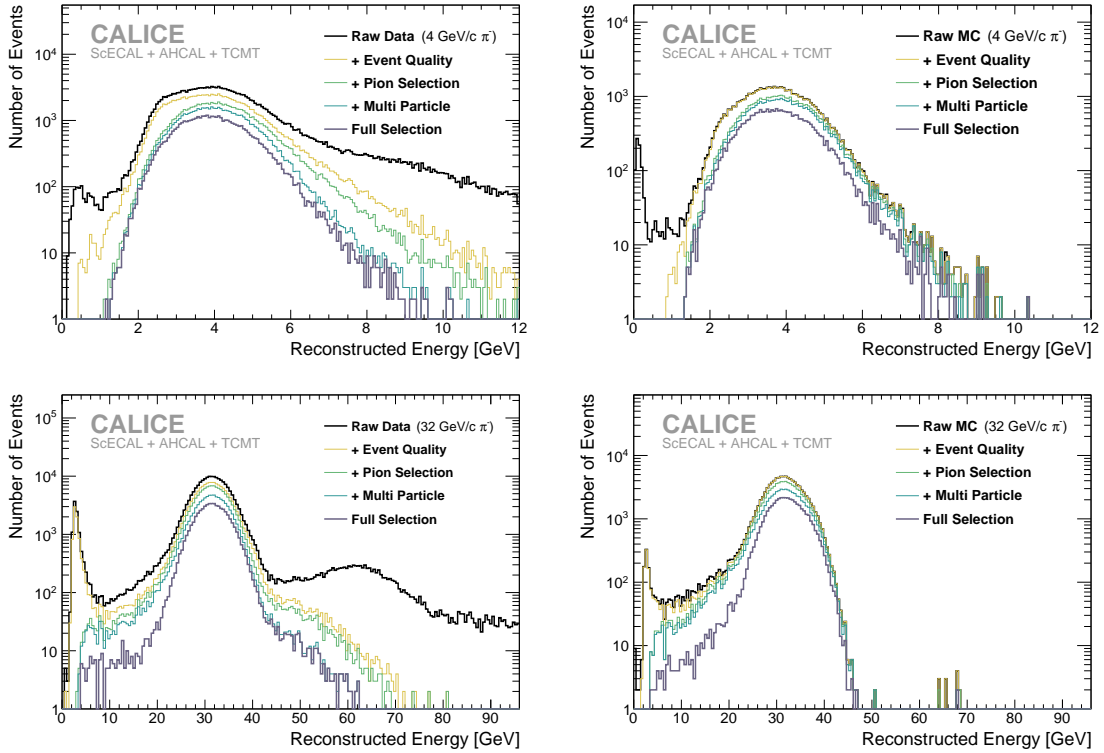 CALICE
ScECAL + AHCAL + TCMT
Raw Data (4 GeV/c π⁻)
+ Event Quality
+ Pion Selection
+ Multi Particle
Full Selection
Number of Events
10⁴
10³
10²
10
1
0 2 4 6 8 10 12
Reconstructed Energy [GeV]
CALICE
ScECAL + AHCAL + TCMT
Raw MC (4 GeV/c π⁻)
+ Event Quality
+ Pion Selection
+ Multi Particle
Full Selection
Number of Events
10⁴
10³
10²
10
1
0 2 4 6 8 10 12
Reconstructed Energy [GeV]
CALICE
ScECAL + AHCAL + TCMT
Raw Data (32 GeV/c π⁻)
+ Event Quality
+ Pion Selection
+ Multi Particle
Full Selection
Number of Events
10⁵
10⁴
10³
10²
10
1
0 10 20 30 40 50 60 70 80 90
Reconstructed Energy [GeV]
CALICE
ScECAL + AHCAL + TCMT
Raw MC (32 GeV/c π⁻)
+ Event Quality
+ Pion Selection
+ Multi Particle
Full Selection
Number of Events
10⁴
10³
10²
10
1
0 10 20 30 40 50 60 70 80 90
Reconstructed Energy [GeV]